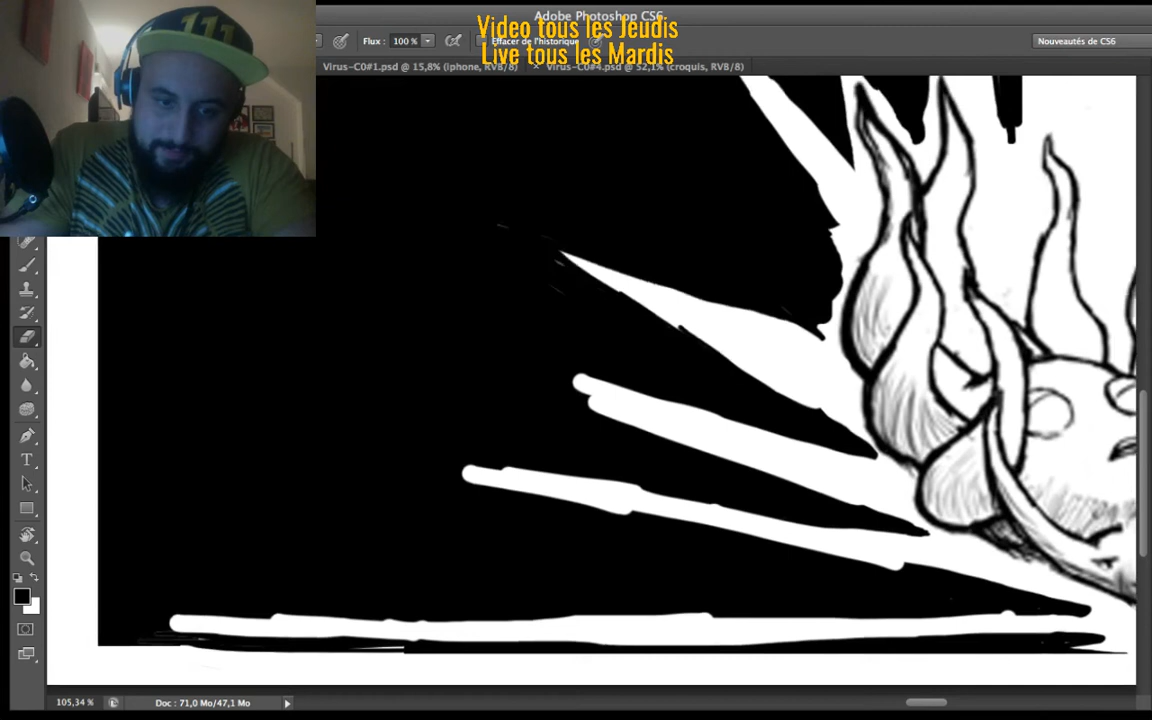 Adobe Photoshop CS6
Video tous les Jeudis
Live tous les Mardis
Flux : 100 %
Effacer de l'historique
Nouveautés de CS6
Virus-C0#1.psd @ 15,8% (iphone, RVB/8)
Virus-C0#4.psd @ 52,1% (croquis, RVB/8)
105,34 %
Doc : 71,0 Mo/47,1 Mo